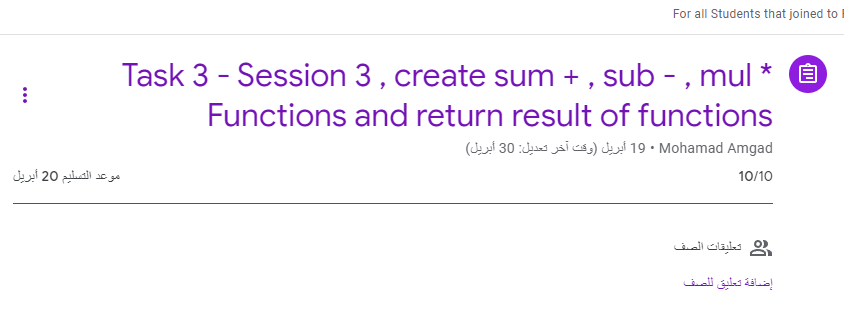 For all Students that joined to
Task 3 - Session 3 , create sum + , sub - , mul *
Functions and return result of functions
Mohamad Amgad • 19 أبريل (وقت آخر تعديل: 30 أبريل)
10/10
موعد التسليم 20 أبريل
تعليقات الصف
إضافة تعليق للصف